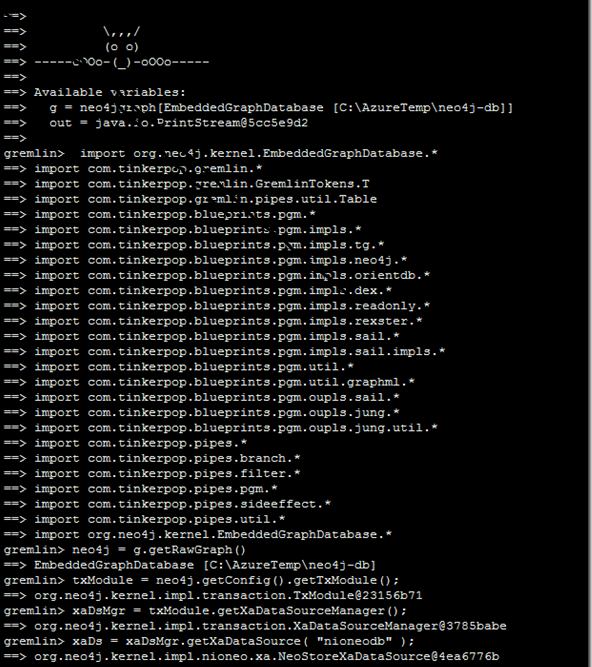 ==>
==>          \,,,/
==>          (o o)
==> -----oOOo-(_)-oOOo-----
==>
==> Available variables:
==>   g = neo4jgraph[EmbeddedGraphDatabase [C:\AzureTemp\neo4j-db]]
==>   out = java.io.PrintStream@5cc5e9d2
==>
gremlin>  import org.neo4j.kernel.EmbeddedGraphDatabase.*
==> import com.tinkerpop.gremlin.*
==> import com.tinkerpop.gremlin.GremlinTokens.T
==> import com.tinkerpop.gremlin.pipes.util.Table
==> import com.tinkerpop.blueprints.pgm.*
==> import com.tinkerpop.blueprints.pgm.impls.*
==> import com.tinkerpop.blueprints.pgm.impls.tg.*
==> import com.tinkerpop.blueprints.pgm.impls.neo4j.*
==> import com.tinkerpop.blueprints.pgm.impls.orientdb.*
==> import com.tinkerpop.blueprints.pgm.impls.dex.*
==> import com.tinkerpop.blueprints.pgm.impls.readonly.*
==> import com.tinkerpop.blueprints.pgm.impls.rexster.*
==> import com.tinkerpop.blueprints.pgm.impls.sail.*
==> import com.tinkerpop.blueprints.pgm.impls.sail.impls.*
==> import com.tinkerpop.blueprints.pgm.util.*
==> import com.tinkerpop.blueprints.pgm.util.graphml.*
==> import com.tinkerpop.blueprints.pgm.oupls.sail.*
==> import com.tinkerpop.blueprints.pgm.oupls.jung.*
==> import com.tinkerpop.blueprints.pgm.oupls.jung.util.*
==> import com.tinkerpop.pipes.*
==> import com.tinkerpop.pipes.branch.*
==> import com.tinkerpop.pipes.filter.*
==> import com.tinkerpop.pipes.pgm.*
==> import com.tinkerpop.pipes.sideeffect.*
==> import com.tinkerpop.pipes.util.*
==> import org.neo4j.kernel.EmbeddedGraphDatabase.*
gremlin> neo4j = g.getRawGraph()
==> EmbeddedGraphDatabase [C:\AzureTemp\neo4j-db]
gremlin> txModule = neo4j.getConfig().getTxModule();
==> org.neo4j.kernel.impl.transaction.TxModule@23156b71
gremlin> xaDsMgr = txModule.getXaDataSourceManager();
==> org.neo4j.kernel.impl.transaction.XaDataSourceManager@3785babe
gremlin> xaDs = xaDsMgr.getXaDataSource( "nioneodb" );
==> org.neo4j.kernel.impl.nioneo.xa.NeoStoreXaDataSource@4ea6776b